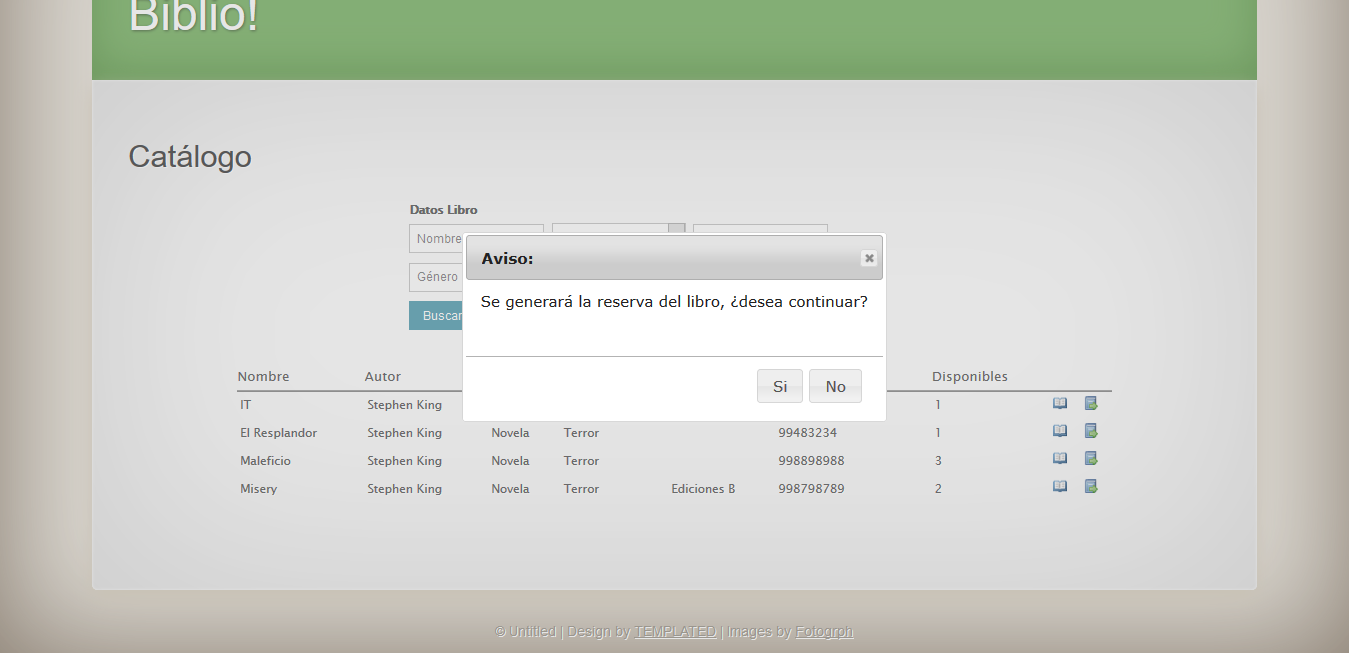 Biblio!
Catálogo
Datos Libro
Nombre
Género
Buscar
Aviso:
Se generará la reserva del libro, ¿desea continuar?
Si No
Nombre Autor Disponibles
IT Stephen King 1
El Resplandor Stephen King Novela Terror 99483234 1
Maleficio Stephen King Novela Terror 998898988 3
Misery Stephen King Novela Terror Ediciones B 998798789 2
© Untitled | Design by TEMPLATED | Images by Fotogrph